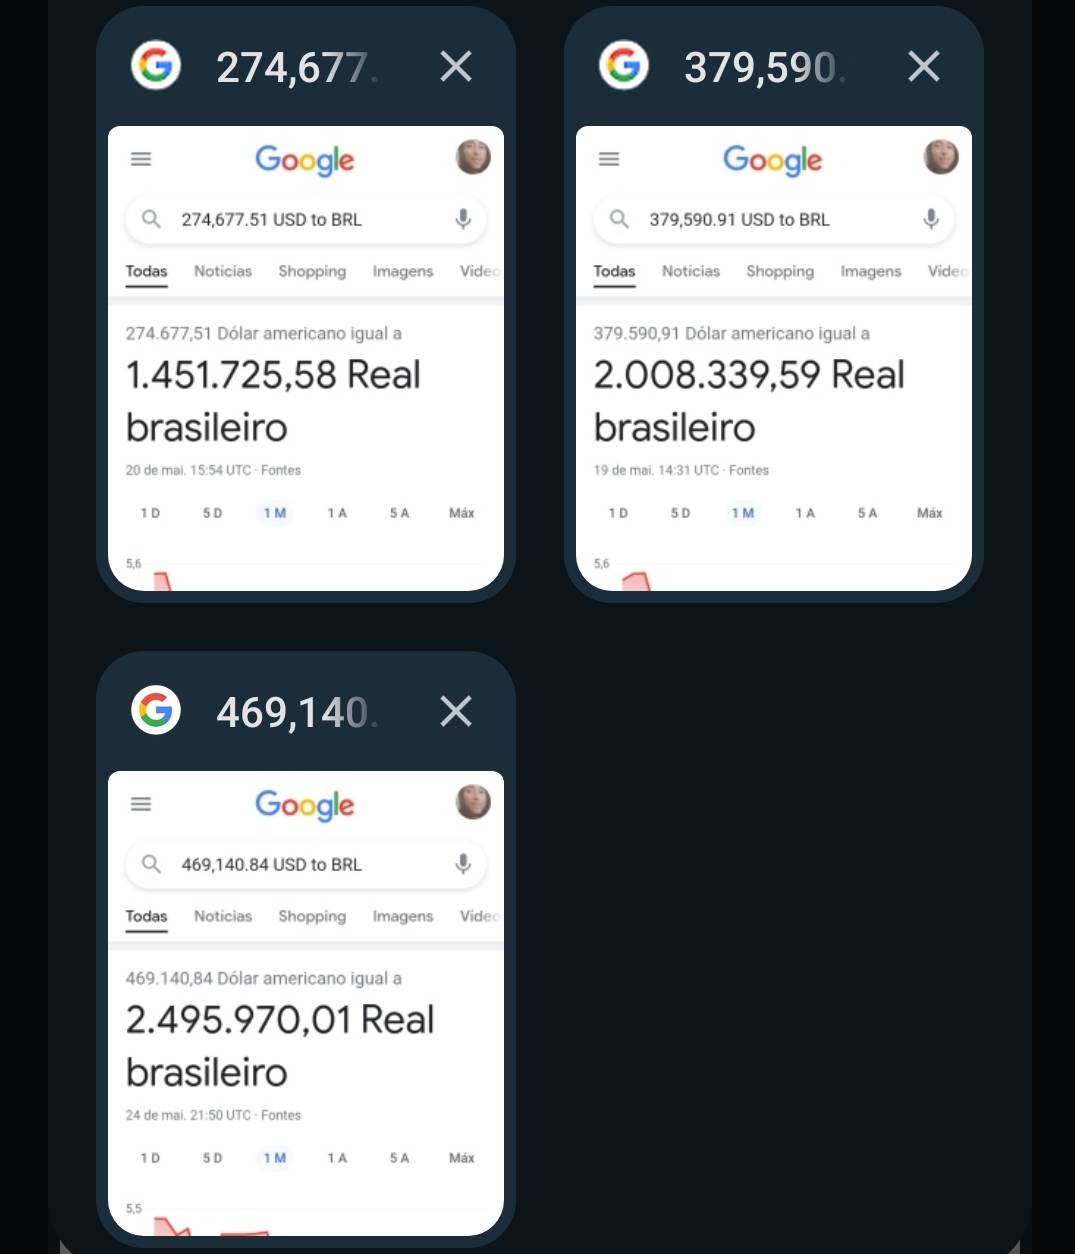 274,677.
Google
274,677.51 USD to BRL
Todas Notícias Shopping Imagens Vídeo
274.677,51 Dólar americano igual a
1.451.725,58 Real
brasileiro
20 de mai. 15:54 UTC · Fontes
1 D 5 D 1 M 1 A 5 A Máx
5,6
379,590.
Google
379,590.91 USD to BRL
Todas Notícias Shopping Imagens Vídeo
379.590,91 Dólar americano igual a
2.008.339,59 Real
brasileiro
19 de mai. 14:31 UTC · Fontes
1 D 5 D 1 M 1 A 5 A Máx
5,6
469,140.
Google
469,140.84 USD to BRL
Todas Notícias Shopping Imagens Vídeo
469.140,84 Dólar americano igual a
2.495.970,01 Real
brasileiro
24 de mai. 21:50 UTC · Fontes
1 D 5 D 1 M 1 A 5 A Máx
5,5